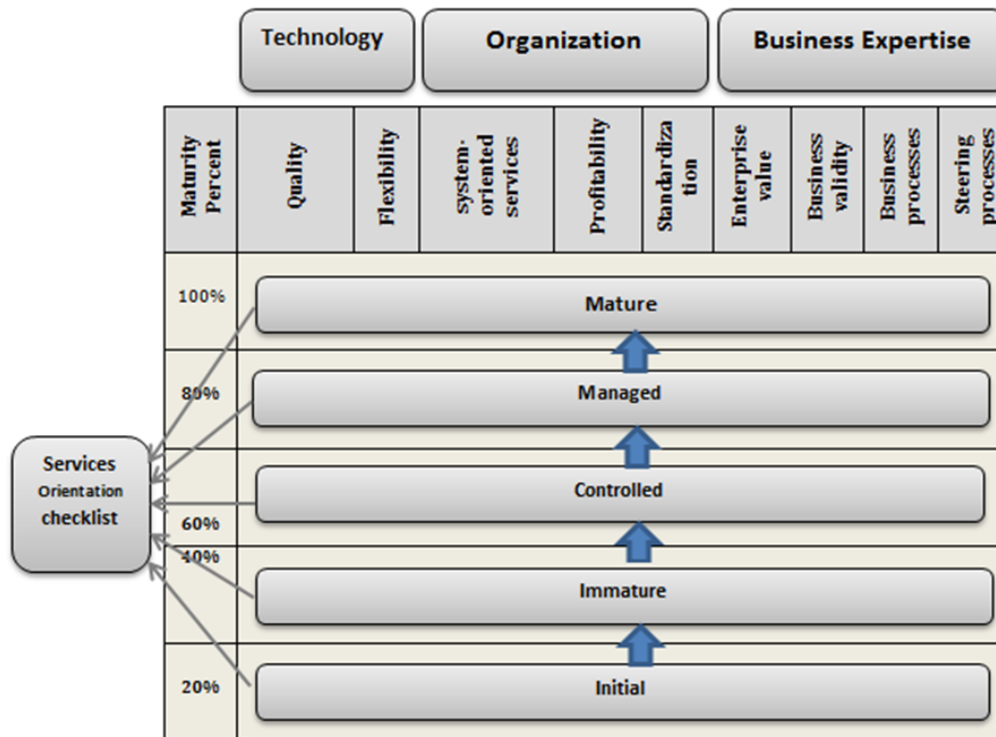 Technology
Organization
Business Expertise
Maturity
Percent
Quality
Flexibility
system-
oriented
services
Profitability
Standardiza
tion
Enterprise
value
Business
validity
Business
processes
Steering
processes
100%
Mature
80%
Managed
Services
Orientation
checklist
Controlled
60%
40%
Immature
20%
Initial